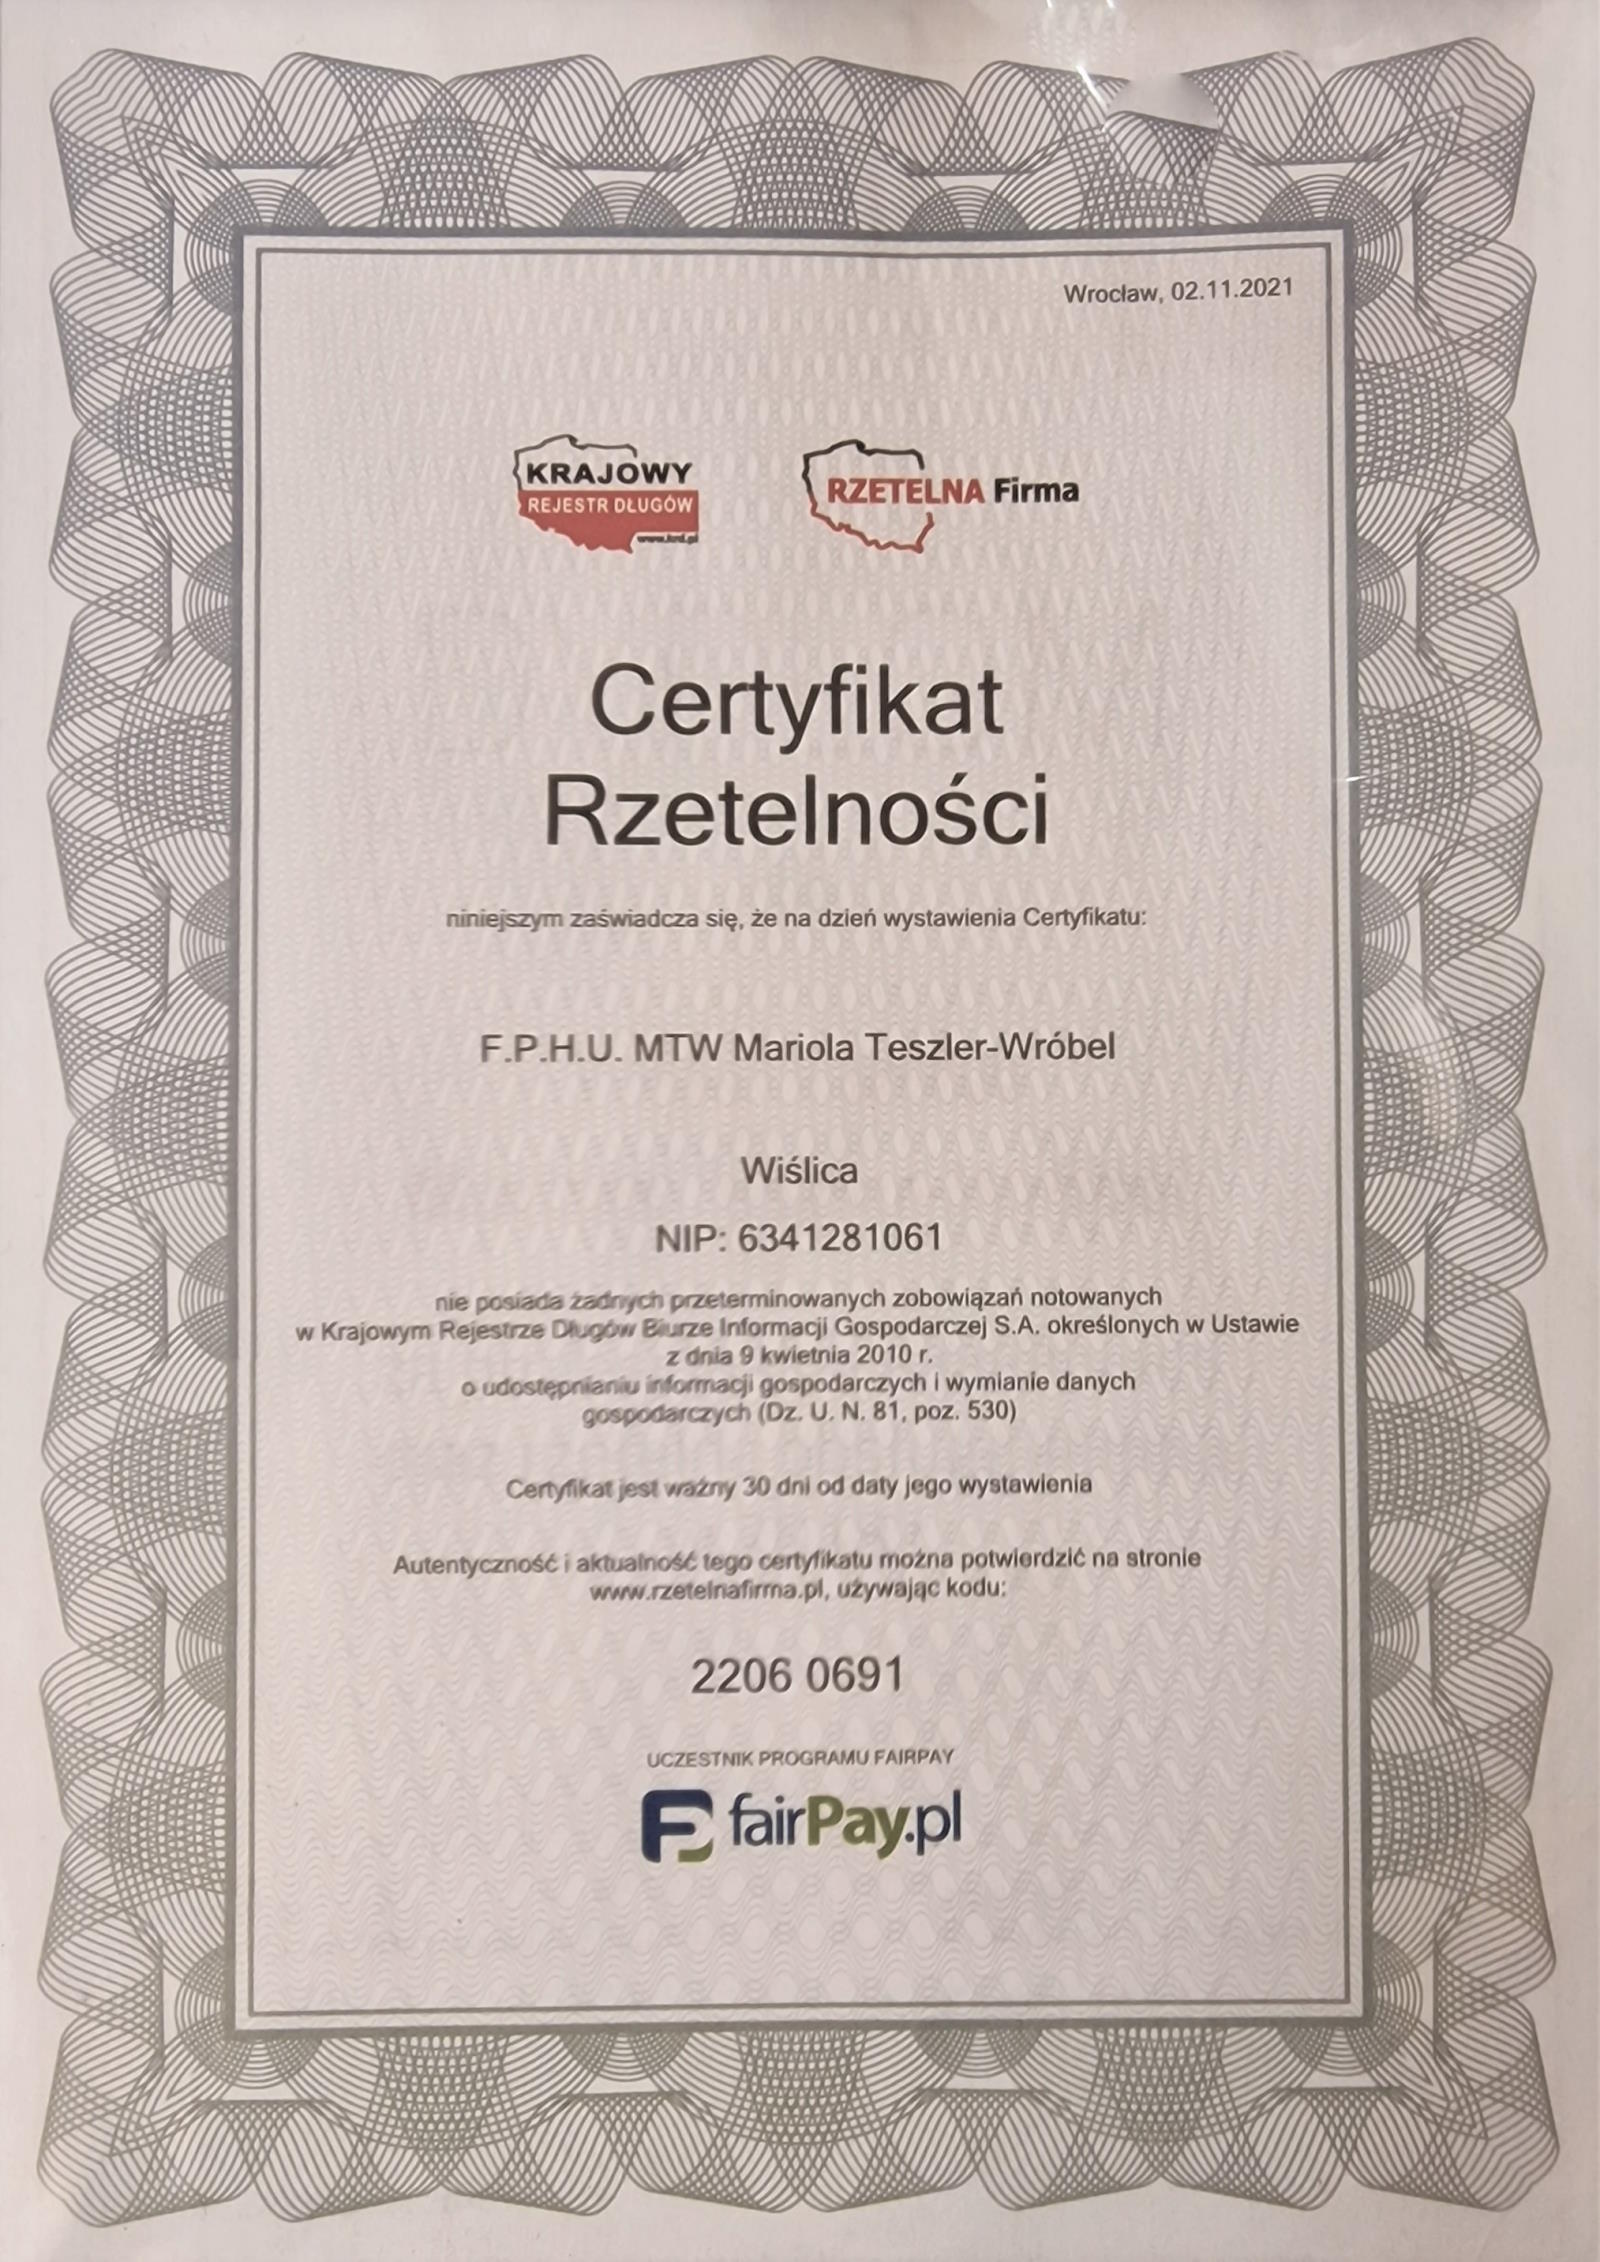 Wrocław, 02.11.2021
KRAJOWY
REJESTR DŁUGÓW
www.krd.pl
RZETELNA Firma
Certyfikat
Rzetelności
niniejszym zaświadcza się, że na dzień wystawienia Certyfikatu:
F.P.H.U. MTW Mariola Teszler-Wróbel
Wiślica
NIP: 6341281061
nie posiada żadnych przeterminowanych zobowiązań notowanych
w Krajowym Rejestrze Długów Biurze Informacji Gospodarczej S.A. określonych w Ustawie
z dnia 9 kwietnia 2010 r.
o udostępnianiu informacji gospodarczych i wymianie danych
gospodarczych (Dz. U. N. 81, poz. 530)
Certyfikat jest ważny 30 dni od daty jego wystawienia
Autentyczność i aktualność tego certyfikatu można potwierdzić na stronie
www.rzetelnafirma.pl, używając kodu:
2206 0691
UCZESTNIK PROGRAMU FAIRPAY
fairPay.pl